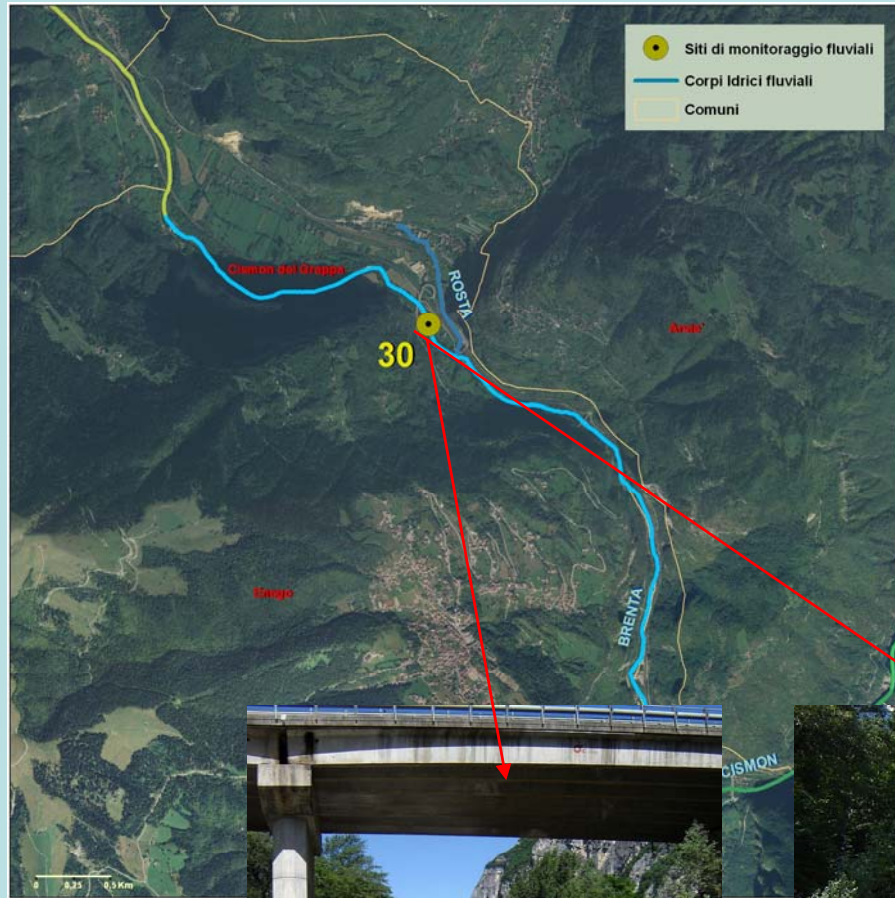 Siti di monitoraggio fluviali
Corpi Idrici fluviali
Comuni
Cismon del Grappa
ROSTA
30
Arsie'
Enego
BRENTA
CISMON
0 0,25 0,5 Km